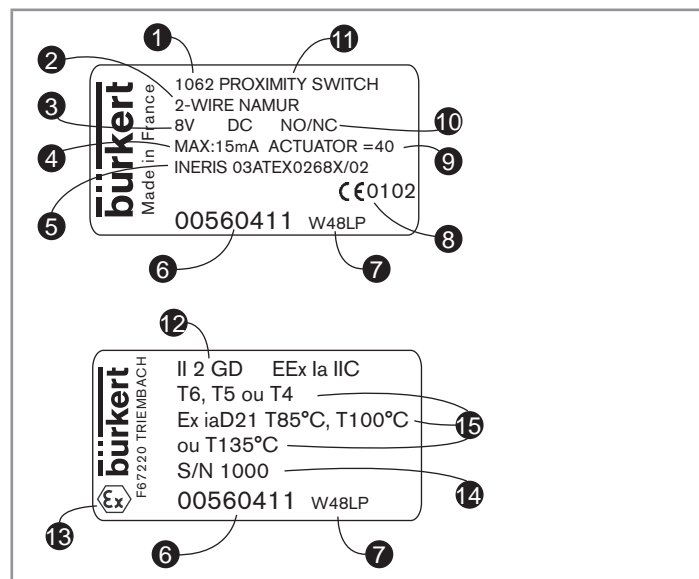 1
11
2
1062 PROXIMITY SWITCH
2-WIRE NAMUR
3
8V DC NO/NC
10
4
MAX:15mA ACTUATOR =40
9
INERIS 03ATEX0268X/02
5
CE0102
00560411 W48LP
8
6
7
bürkert
Made in France
12
II 2 GD EEx Ia IIC
T6, T5 ou T4
Ex iaD21 T85°C, T100°C
15
ou T135°C
S/N 1000
14
00560411 W48LP
13
6
7
bürkert
F67220 TRIEMBACH
Ex